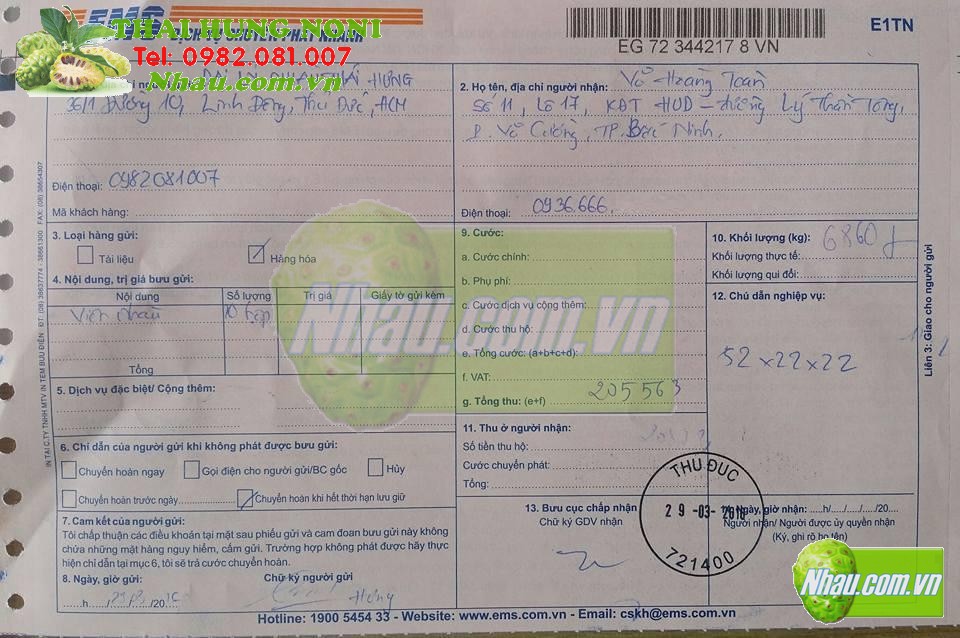 EMS
THAI HUNG NONI
Tel: 0982.081.007
Nhau.com.vn
EG 72 344217 8 VN
E1TN
36/1 Đường 10, Linh Đông, Thủ Đức, HCM
Điện thoại: 0982081007
Mã khách hàng:
2. Họ tên, địa chỉ người nhận: Võ Hoàng Toàn
Số 11, Lô 17, KĐT HUD - đường Lý Thái Tông,
P. Võ Cường, TP. Bắc Ninh.
Điện thoại: 0936.666.
3. Loại hàng gửi:
Tài liệu
Hàng hóa
4. Nội dung, trị giá bưu gửi:
Nội dung Số lượng Trị giá Giấy tờ gửi kèm
Viên nhàu 10 hộp
Tổng
5. Dịch vụ đặc biệt/ Cộng thêm:
6. Chỉ dẫn của người gửi khi không phát được bưu gửi:
Chuyển hoàn ngay
Gọi điện cho người gửi/BC gốc
Hủy
Chuyển hoàn trước ngày
Chuyển hoàn khi hết thời hạn lưu giữ
7. Cam kết của người gửi:
Tôi chấp thuận các điều khoản tại mặt sau phiếu gửi và cam đoan bưu gửi này không
chứa những mặt hàng nguy hiểm, cấm gửi. Trường hợp không phát được hãy thực
hiện chỉ dẫn tại mục 6, tôi sẽ trả cước chuyển hoàn.
8. Ngày, giờ gửi:
Chữ ký người gửi
Hưng
9. Cước:
a. Cước chính:
b. Phụ phí:
c. Cước dịch vụ cộng thêm:
d. Cước thu hộ:
e. Tổng cước: (a+b+c+d):
f. VAT:
g. Tổng thu: (e+f) 205563
10. Khối lượng (kg): 6860 g
Khối lượng thực tế:
Khối lượng qui đổi:
11. Thu ở người nhận:
Số tiền thu hộ:
Cước chuyển phát:
Tổng:
12. Chú dẫn nghiệp vụ:
52 x 22 x 22
13. Bưu cục chấp nhận
Chữ ký GDV nhận
THU DUC
29-03-2016
721400
14. Ngày, giờ nhận: .....h...../...../20....
Người nhận/ Người được ủy quyền nhận
(Ký, ghi rõ họ tên)
Liên 3: Giao cho người gửi
Nhau.com.vn
Nhau.com.vn
Hotline: 1900 5454 33 - Website: www.ems.com.vn - Email: cskh@ems.com.vn